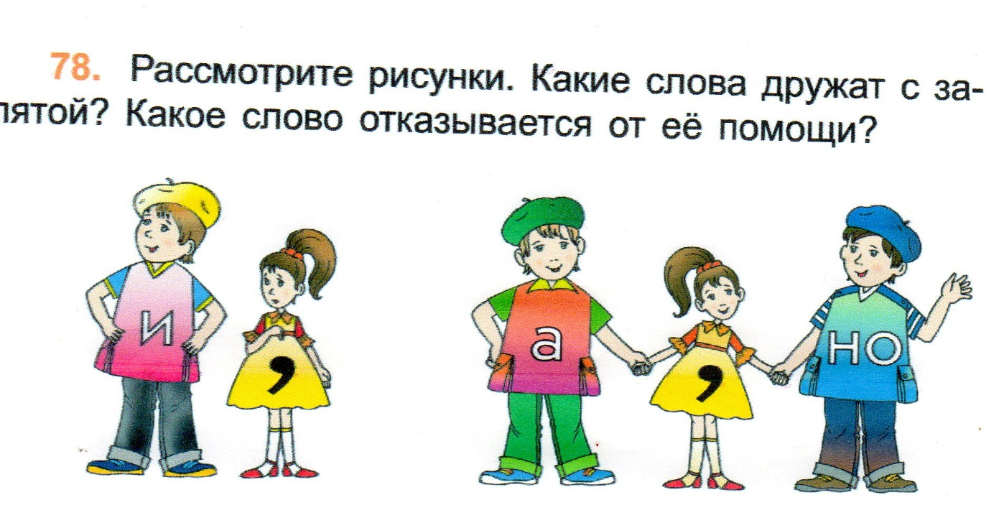 78. Рассмотрите рисунки. Какие слова дружат с за-
пятой? Какое слово отказывается от её помощи?
и , а , но